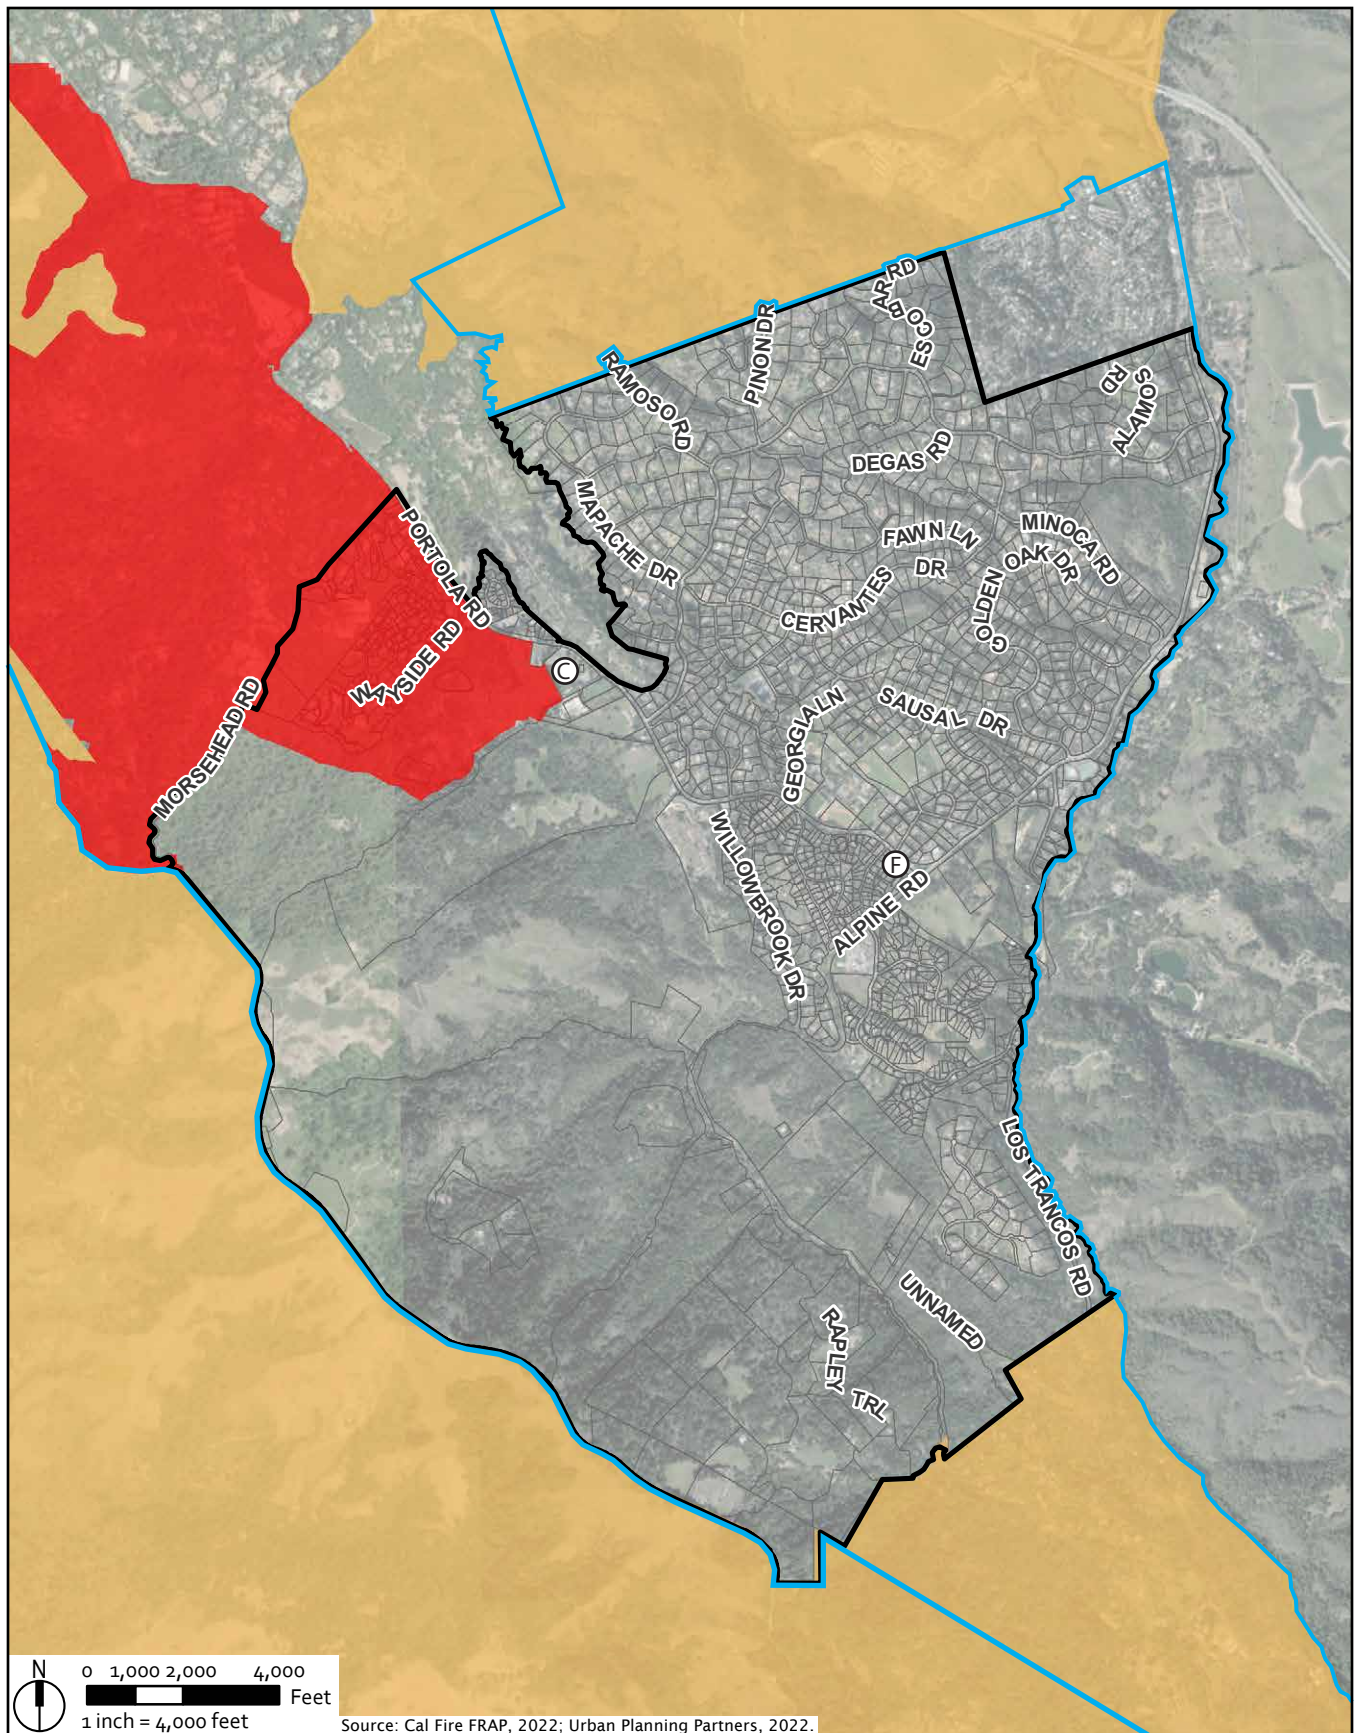 ESCOBAR RD
PINON DR
RAMOSO RD
ALAMOS RD
DEGAS RD
MAPACHE DR
MINOCA RD
FAWN LN
PORTOLA RD
GOLDEN OAK DR
CERVANTES DR
WAYSIDE RD
C
MORSEHEAD RD
GEORGIA LN
SAUSAL DR
WILLOWBROOK DR
F
ALPINE RD
LOS TRANCOS RD
UNNAMED
RAPLEY TRL
N
0 1,000 2,000 4,000
Feet
1 inch = 4,000 feet
Source: Cal Fire FRAP, 2022; Urban Planning Partners, 2022.